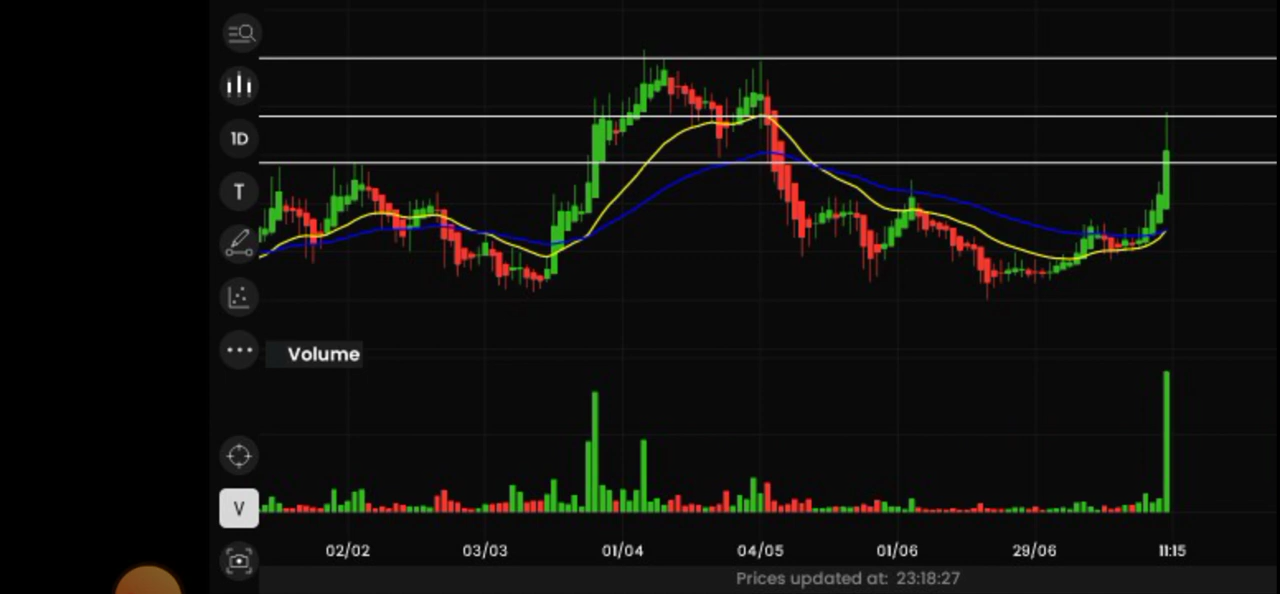 1D
T
Volume
V
02/02 03/03 01/04 04/05 01/06 29/06 11:15
Prices updated at: 23:18:27